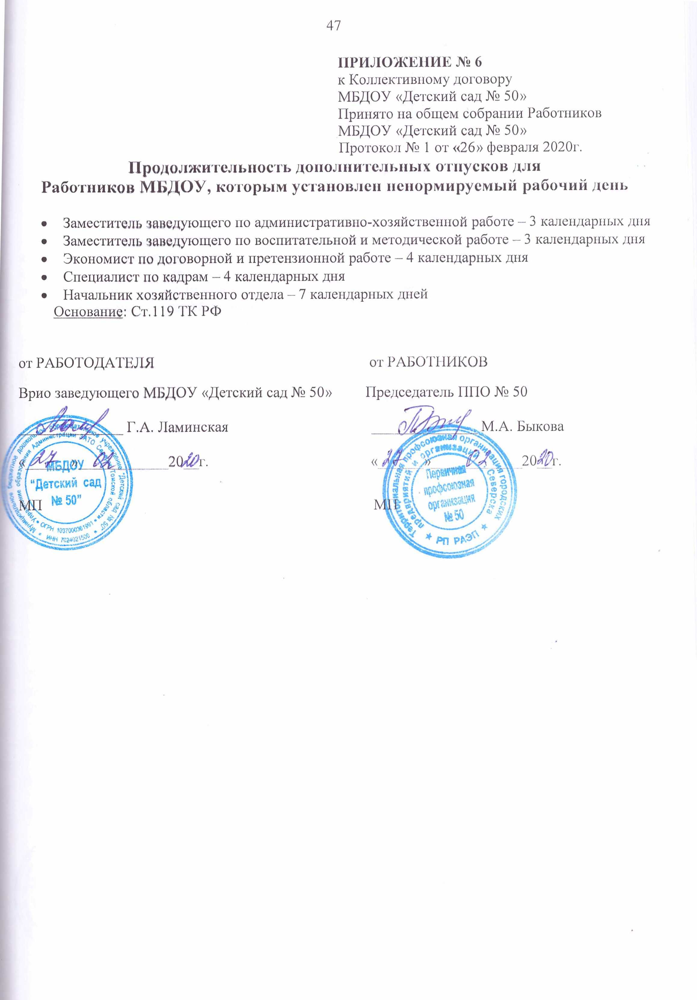 47
ПРИЛОЖЕНИЕ № 6
к Коллективному договору
МБДОУ «Детский сад № 50»
Принято на общем собрании Работников
МБДОУ «Детский сад № 50»
Протокол № 1 от «26» февраля 2020г.
Продолжительность дополнительных отпусков для
Работников МБДОУ, которым установлен ненормируемый рабочий день
• Заместитель заведующего по административно-хозяйственной работе – 3 календарных дня
• Заместитель заведующего по воспитательной и методической работе – 3 календарных дня
• Экономист по договорной и претензионной работе – 4 календарных дня
• Специалист по кадрам – 4 календарных дня
• Начальник хозяйственного отдела – 7 календарных дней
Основание: Ст.119 ТК РФ
от РАБОТОДАТЕЛЯ
Врио заведующего МБДОУ «Детский сад № 50»
Г.А. Ламинская
«27» 02 2020г.
МП
от РАБОТНИКОВ
Председатель ППО № 50
М.А. Быкова
«27» 02 2020г.
МП
Муниципальное бюджетное дошкольное образовательное учреждение "Детский сад № 50"
ИНН 7024021500
Управление образования Администрации ЗАТО Северск Томской области
ОГРН 1037000361991
МБДОУ
"Детский сад
№ 50"
Территориальная профсоюзная организация городских
предприятий и организаций г. Северска
РП РАЭП
Первичная
профсоюзная
организация
№ 50